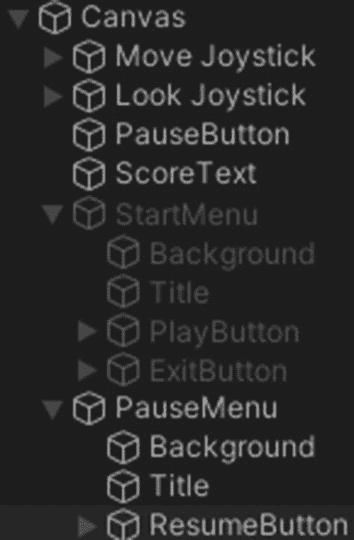 Canvas
Move Joystick
Look Joystick
PauseButton
ScoreText
StartMenu
Background
Title
PlayButton
ExitButton
PauseMenu
Background
Title
ResumeButton